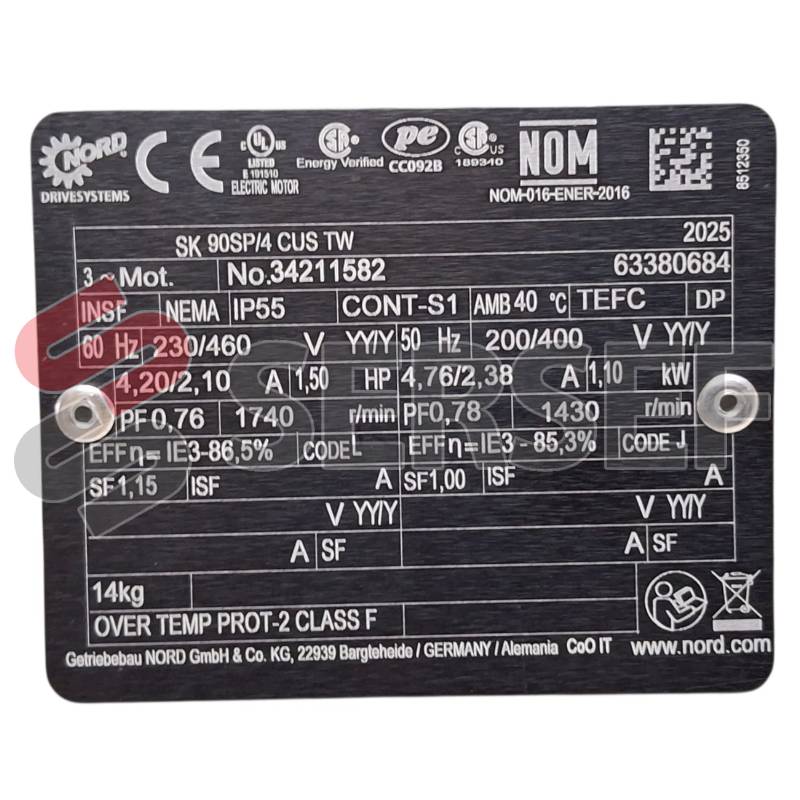 NORD
DRIVESYSTEMS
CE
UL
C US
LISTED
E 191510
ELECTRIC MOTOR
Energy Verified
pe
CC092B
C US
189340
NOM
NOM-016-ENER-2016
8512350
SK 90SP/4 CUS TW 2025
3 ~ Mot. No.34211582 63380684
INSF NEMA IP55 CONT-S1 AMB 40 °C TEFC DP
60 Hz 230/460 V YY/Y 50 Hz 200/400 V YY/Y
4,20/2,10 A 1,50 HP 4,76/2,38 A 1,10 kW
PF 0,76 1740 r/min PF 0,78 1430 r/min
EFF η= IE3-86,5% CODE L EFF η= IE3 - 85,3% CODE J
SF 1,15 ISF A SF 1,00 ISF A
V YY/Y V YY/Y
A SF A SF
14kg
OVER TEMP PROT-2 CLASS F
Getriebebau NORD GmbH & Co. KG, 22939 Bargteheide / GERMANY / Alemania CoO IT www.nord.com
SERSEF